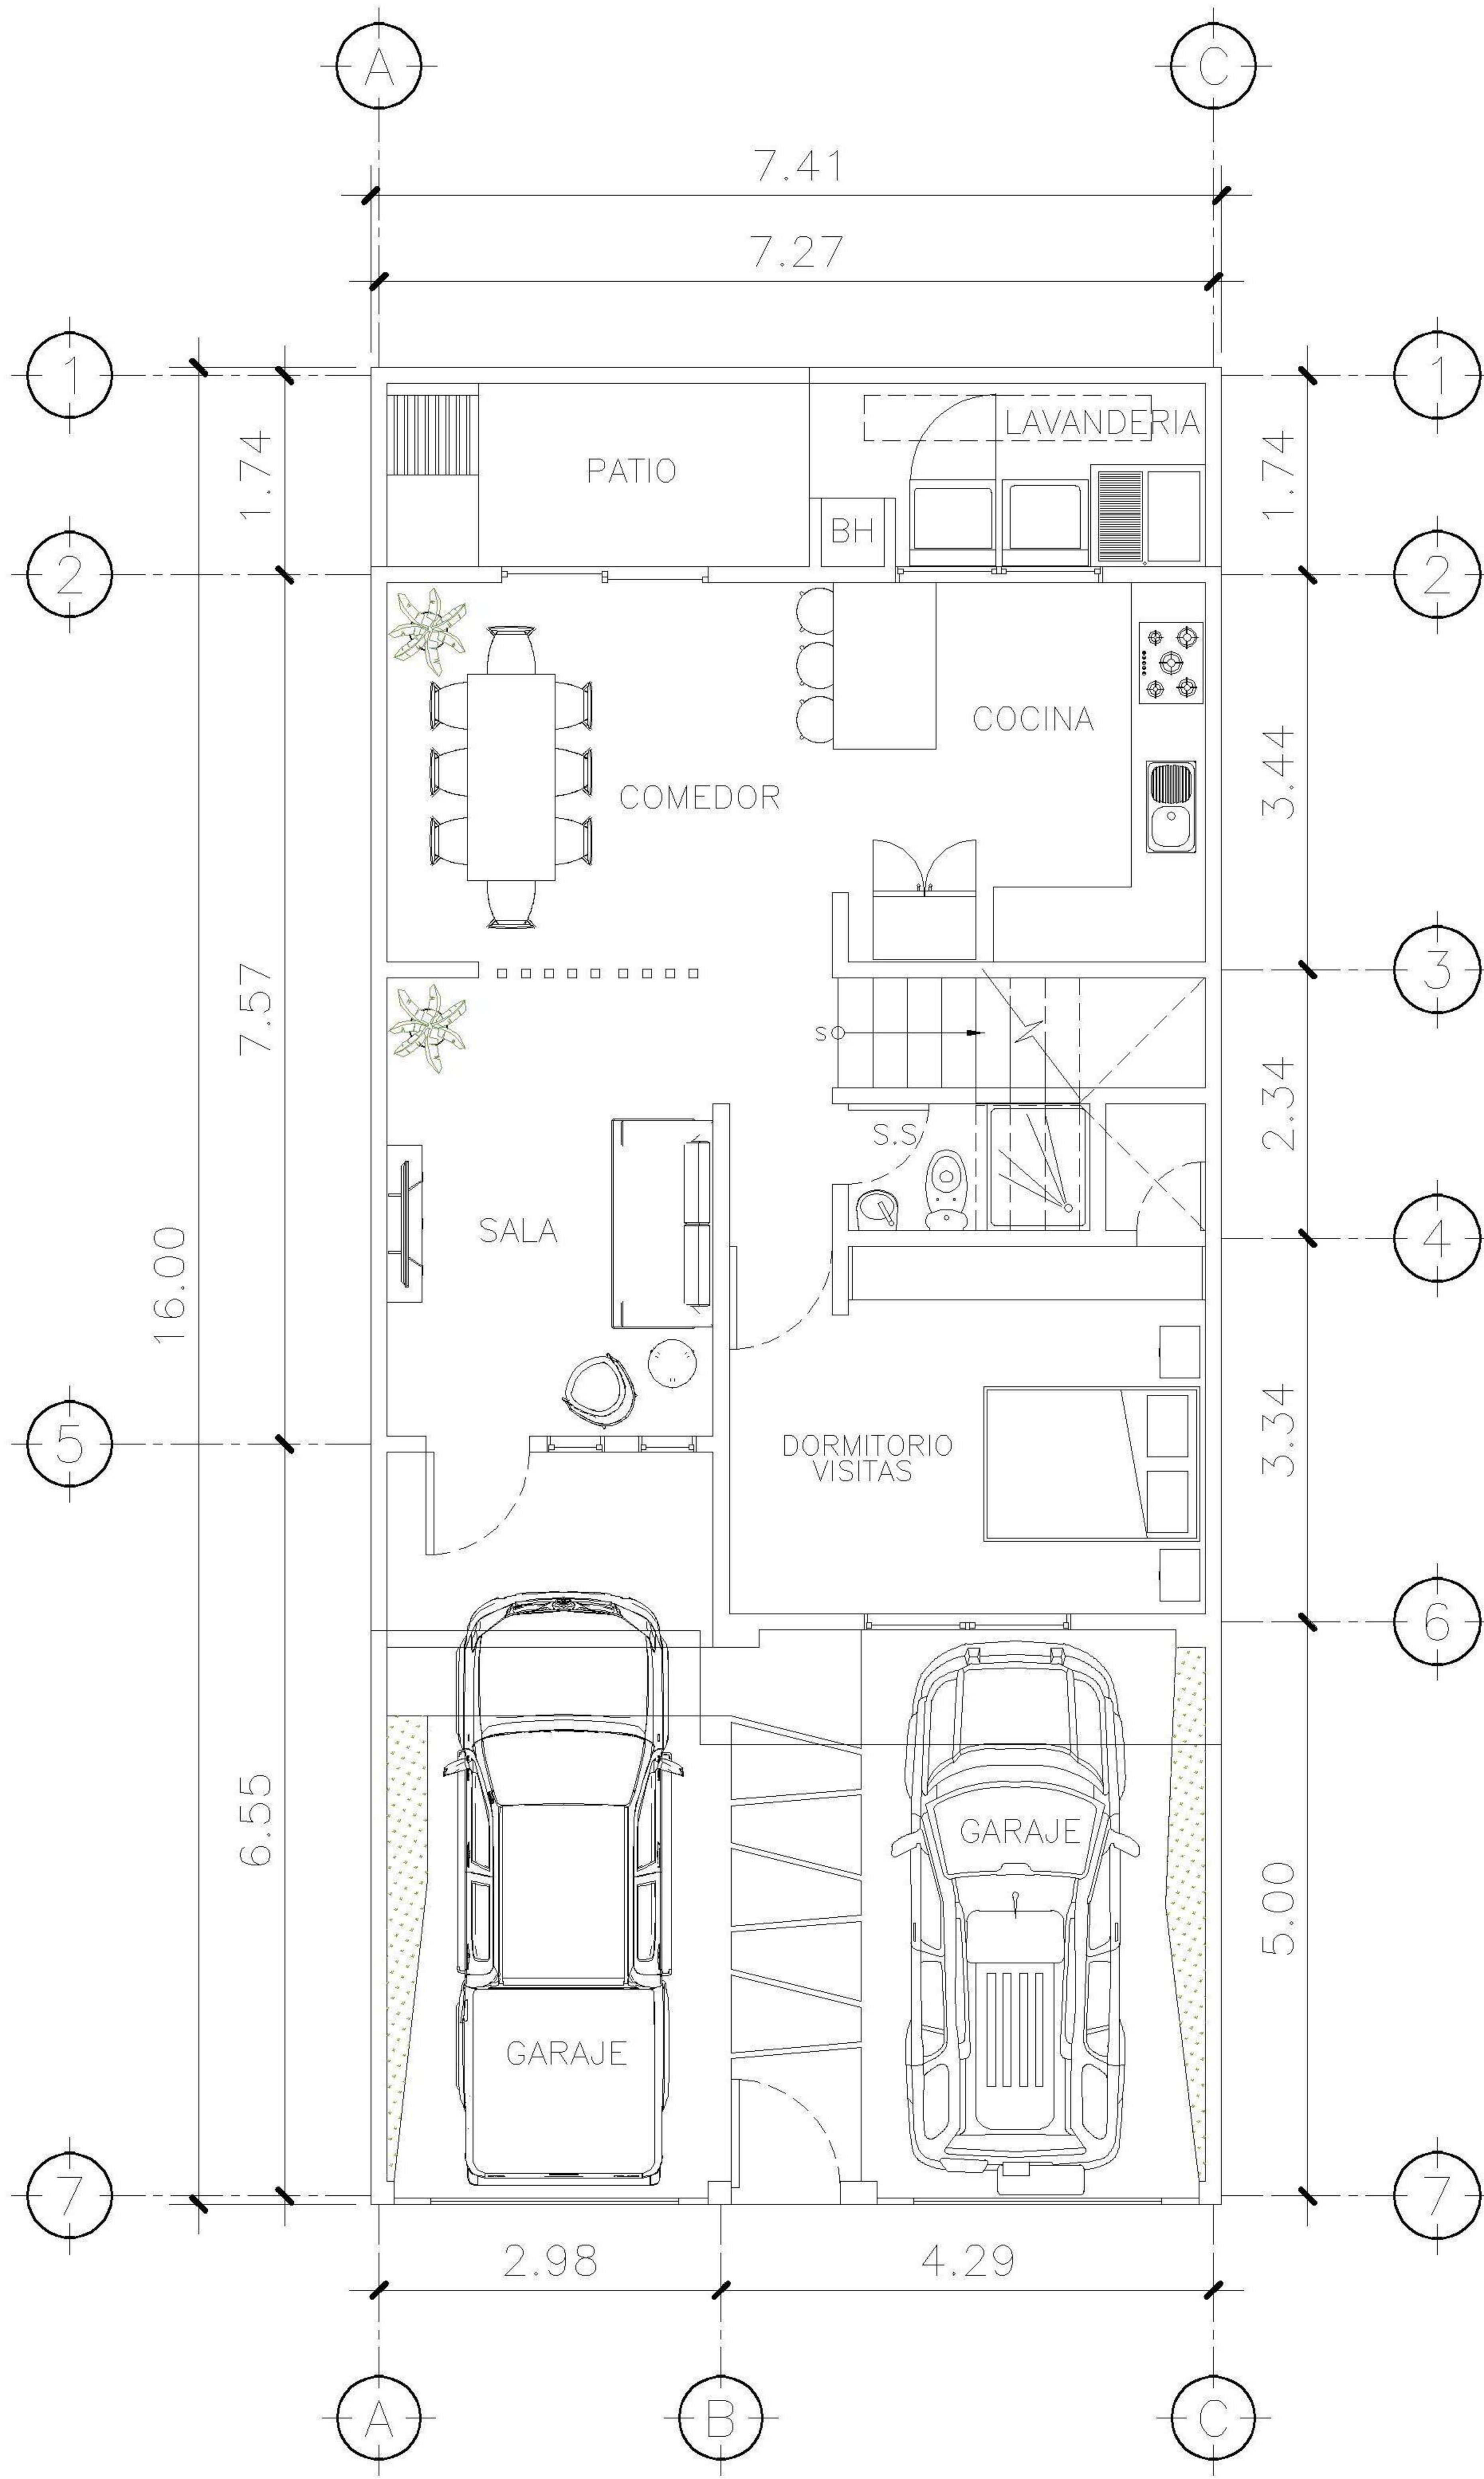 A
C
7.41
7.27
1
1
LAVANDERIA
1.74
PATIO
1.74
BH
2
2
COCINA
3.44
COMEDOR
3
3
7.57
S
2.34
S.S
SALA
4
16.00
5
DORMITORIO
VISITAS
3.34
6
GARAJE
6.55
5.00
GARAJE
7
7
2.98
4.29
A
B
C